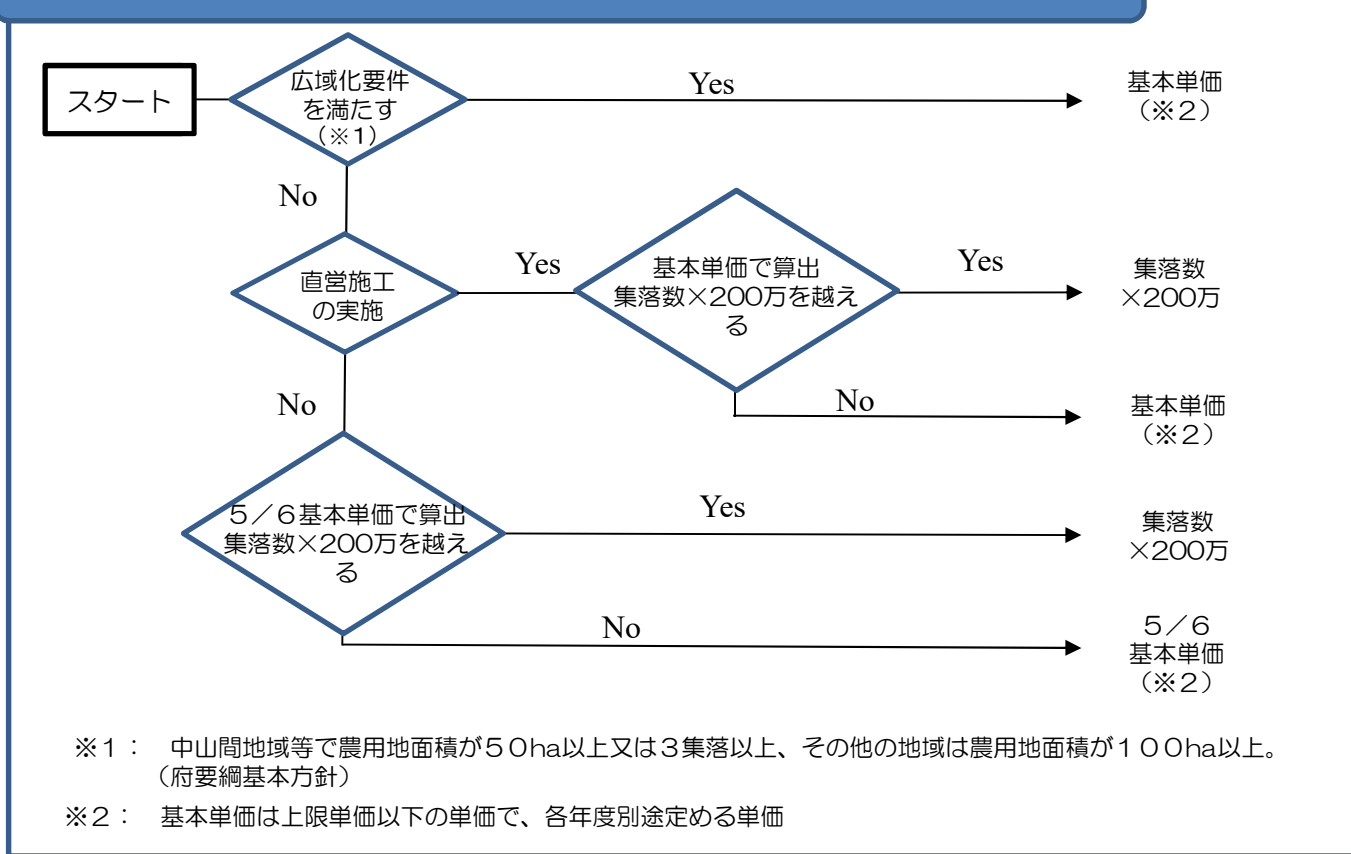 スタート
広域化要件
を満たす
（※1）
Yes
基本単価
（※２）
No
直営施工
の実施
Yes
基本単価で算出
集落数×200万を越え
る
Yes
集落数
×200万
No
基本単価
（※２）
No
５／６基本単価で算出
集落数×200万を越え
る
Yes
集落数
×200万
No
５／６
基本単価
（※２）
※１：　中山間地域等で農用地面積が５０ha以上又は３集落以上、その他の地域は農用地面積が１００ha以上。
（府要綱基本方針）
※２：　基本単価は上限単価以下の単価で、各年度別途定める単価